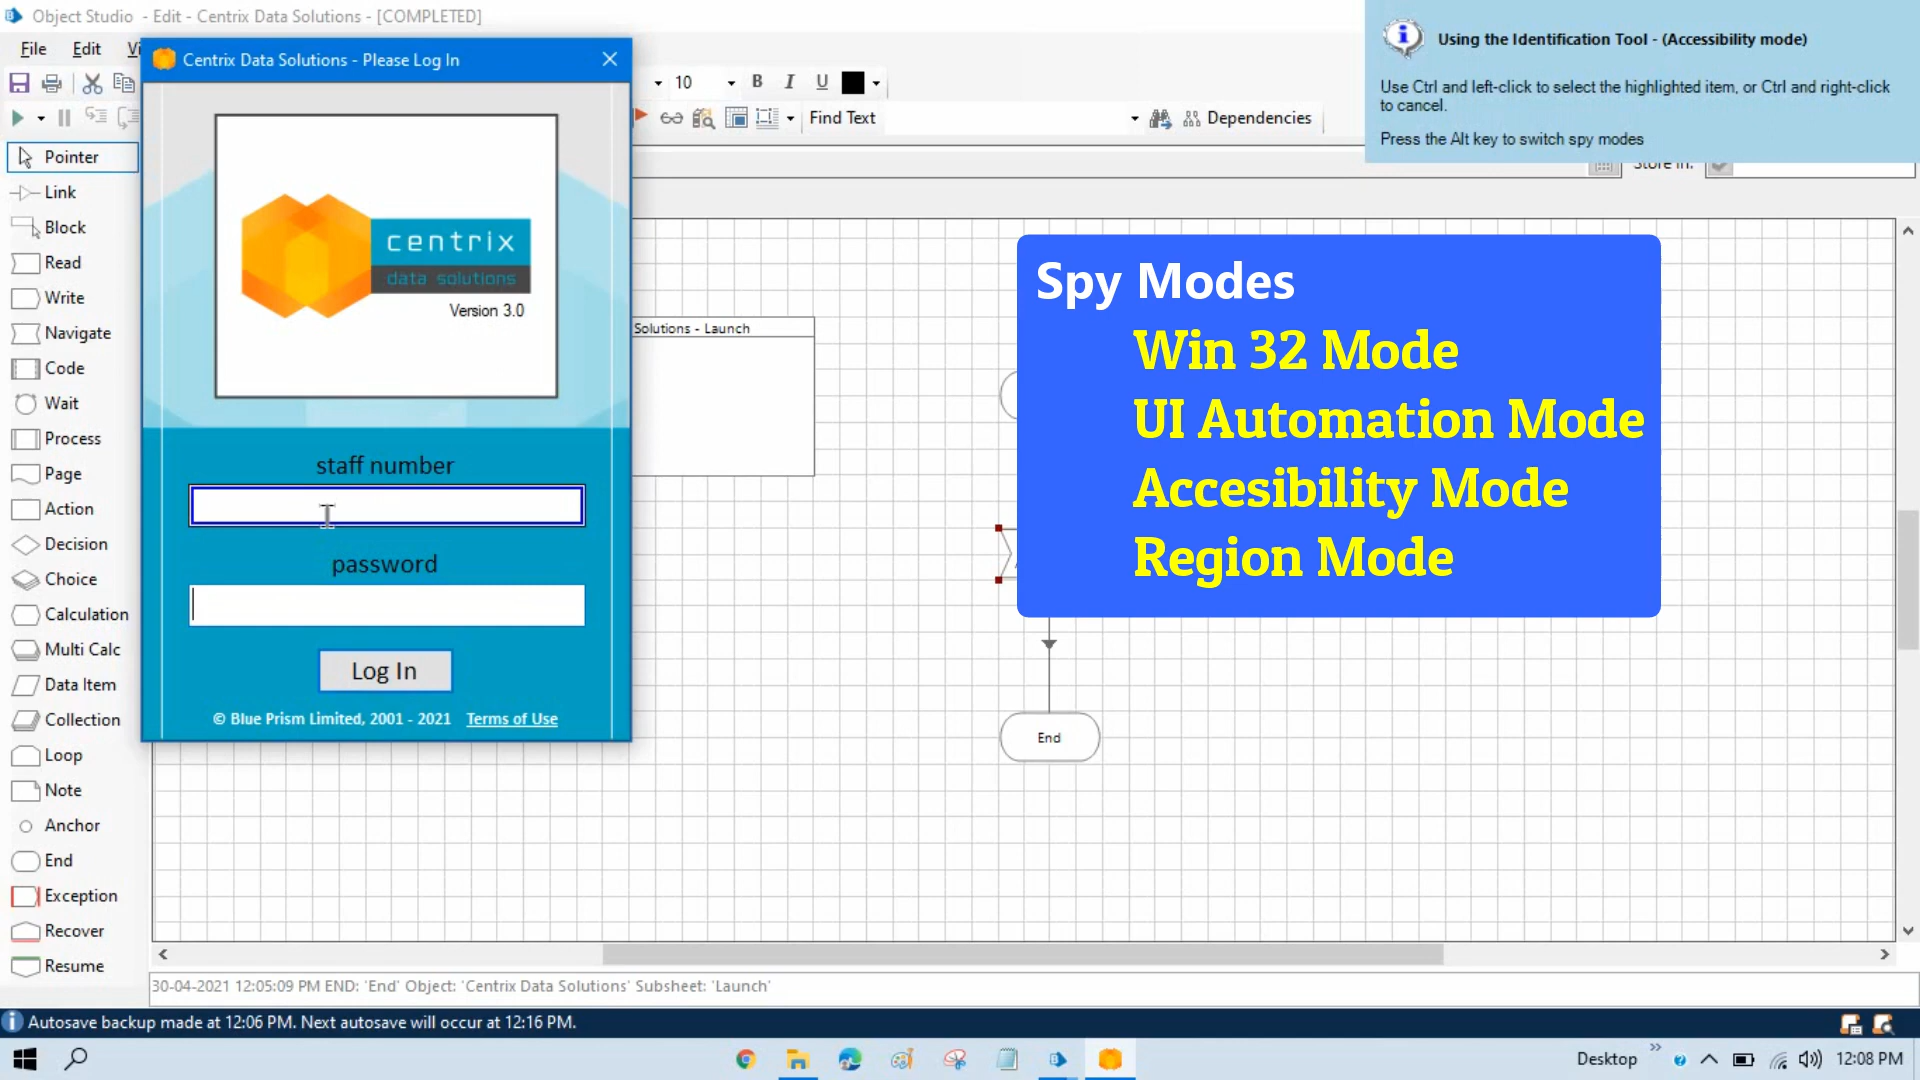 Object Studio - Edit - Centrix Data Solutions - [COMPLETED]
File Edit Vi
Centrix Data Solutions - Please Log In
10 B I U
Find Text
Dependencies
Using the Identification Tool - (Accessibility mode)
Use Ctrl and left-click to select the highlighted item, or Ctrl and right-click
to cancel.
Press the Alt key to switch spy modes
Store In:
Pointer
Link
Block
Read
Write
Navigate
Code
Wait
Process
Page
Action
Decision
Choice
Calculation
Multi Calc
Data Item
Collection
Loop
Note
Anchor
End
Exception
Recover
Resume
centrix
data solutions
Version 3.0
staff number
password
Log In
© Blue Prism Limited, 2001 - 2021 Terms of Use
Solutions - Launch
Spy Modes
Win 32 Mode
UI Automation Mode
Accesibility Mode
Region Mode
End
30-04-2021 12:05:09 PM END: 'End' Object: 'Centrix Data Solutions' Subsheet: 'Launch'
Autosave backup made at 12:06 PM. Next autosave will occur at 12:16 PM.
Desktop
12:08 PM